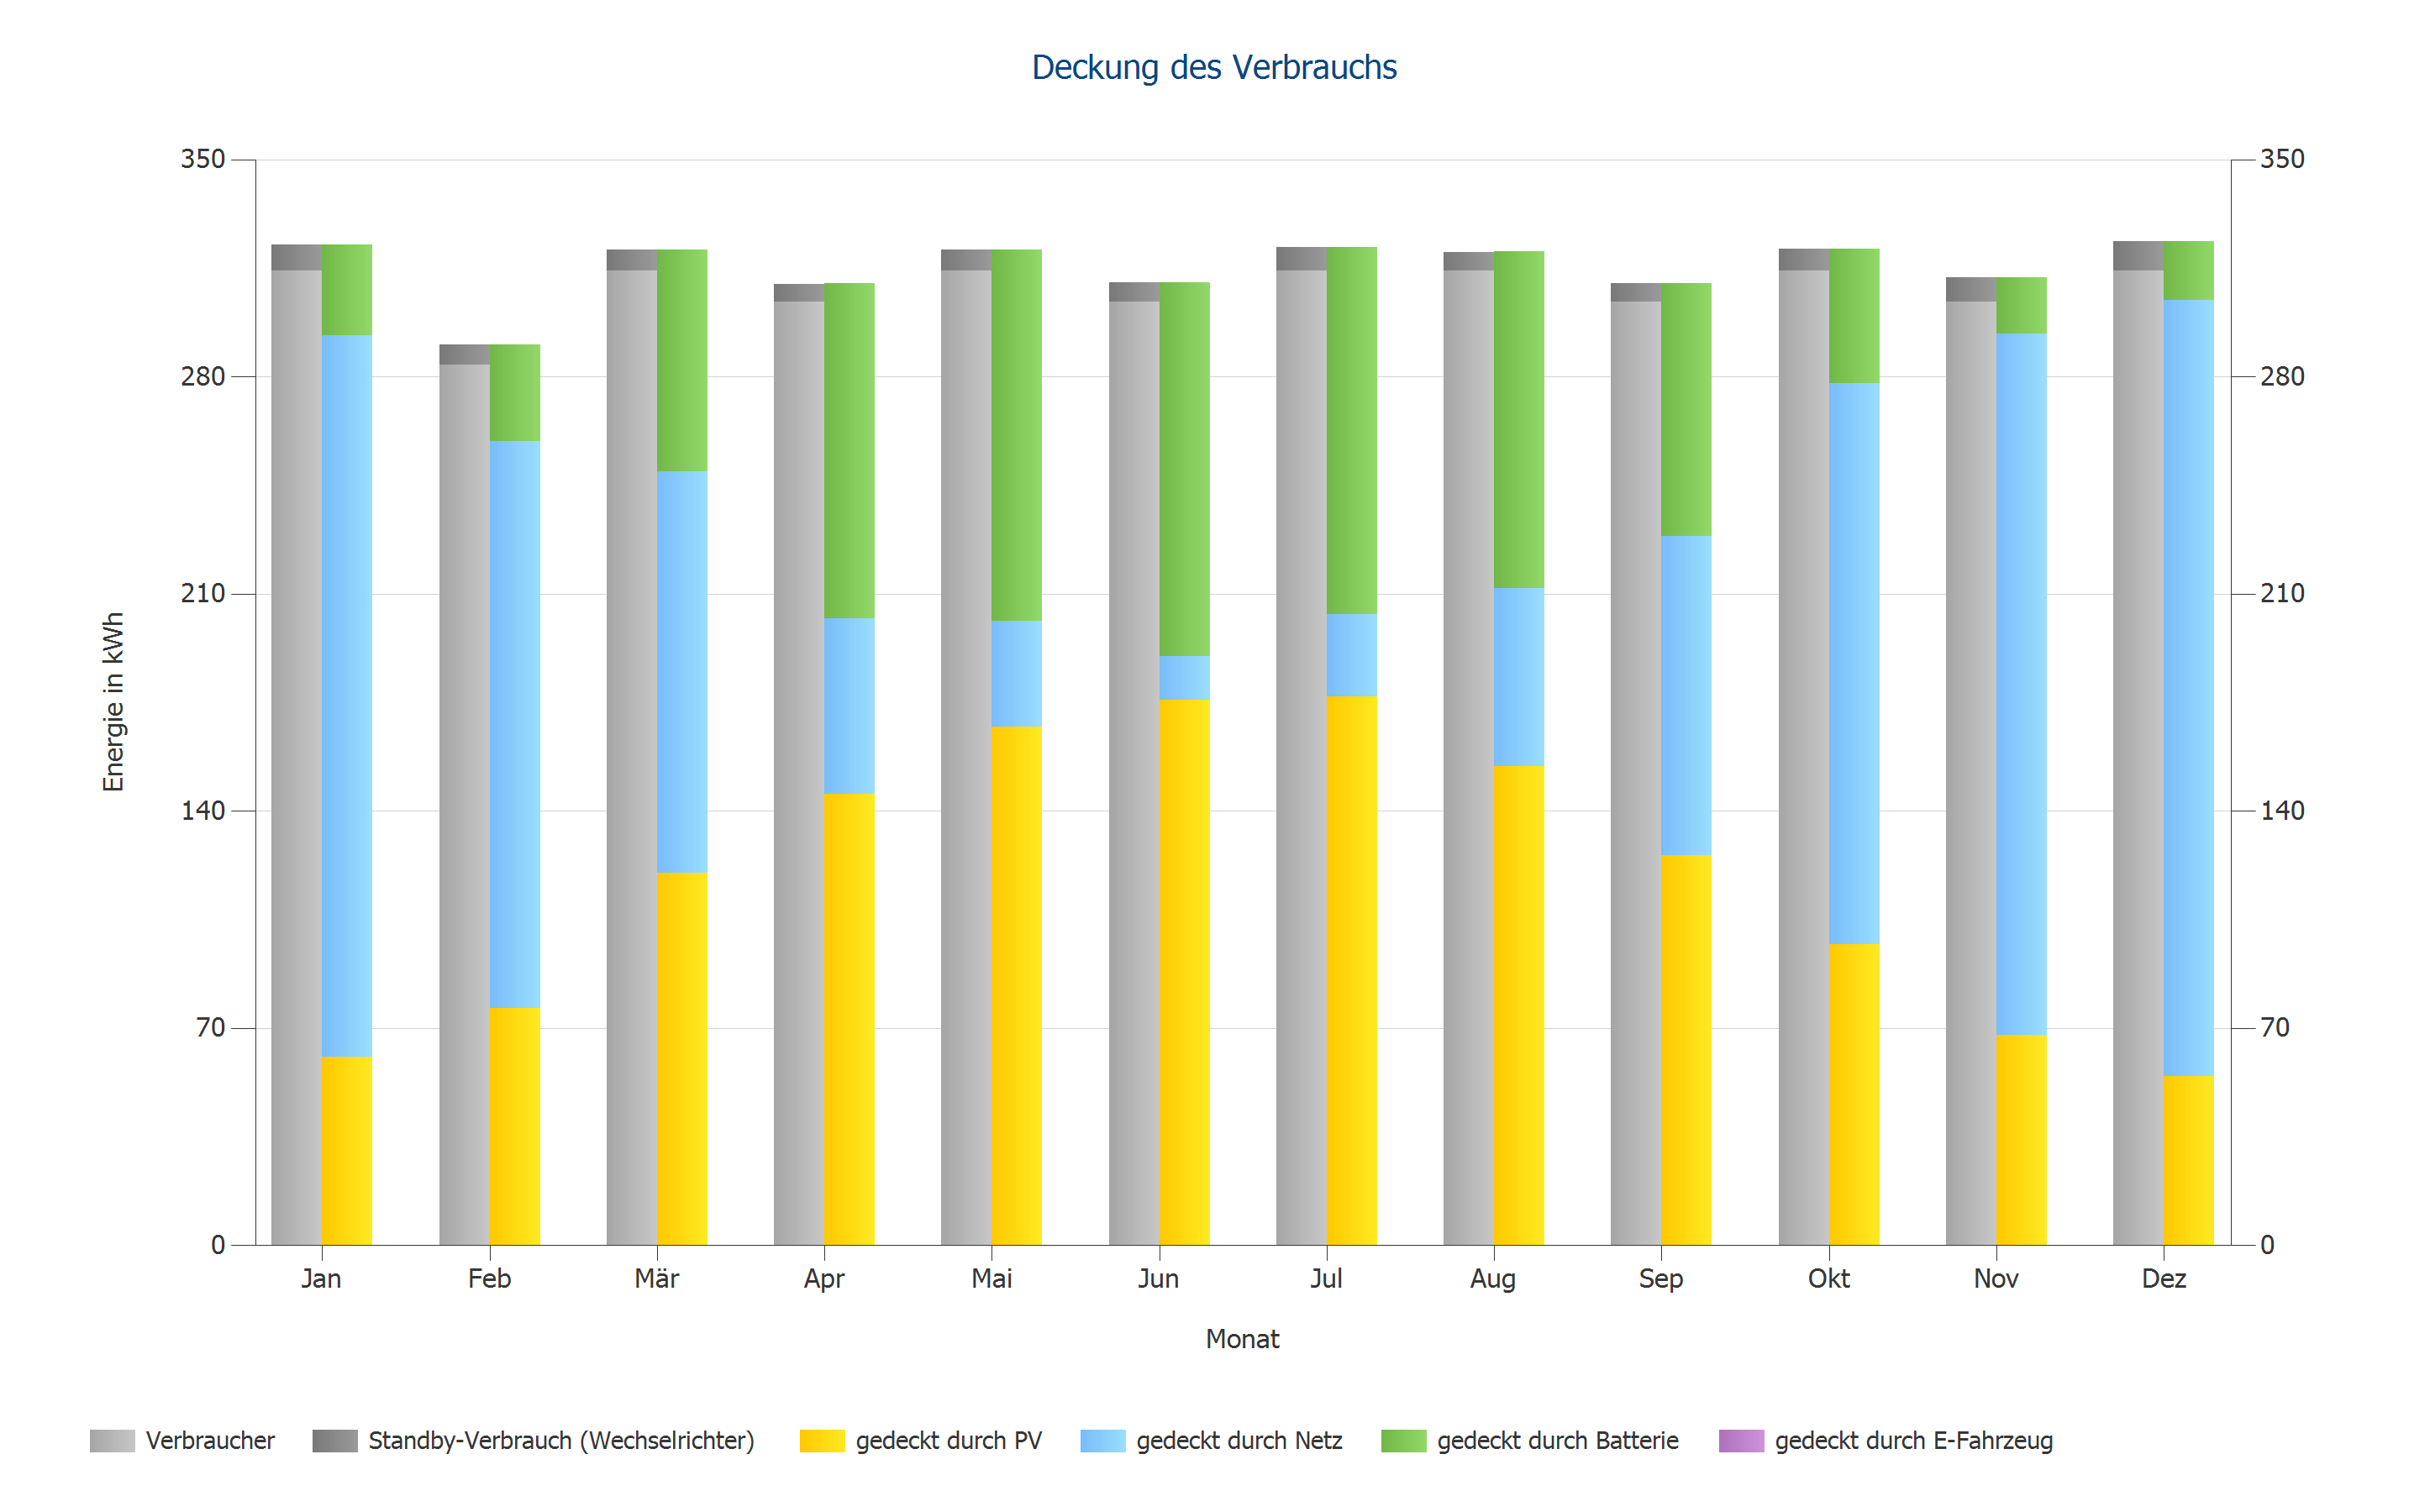 Deckung des Verbrauchs
350 350
280 280
210 210
Energie in kWh
140 140
70 70
0 0
Jan Feb Mär Apr Mai Jun Jul Aug Sep Okt Nov Dez
Monat
Verbraucher Standby-Verbrauch (Wechselrichter) gedeckt durch PV gedeckt durch Netz gedeckt durch Batterie gedeckt durch E-Fahrzeug